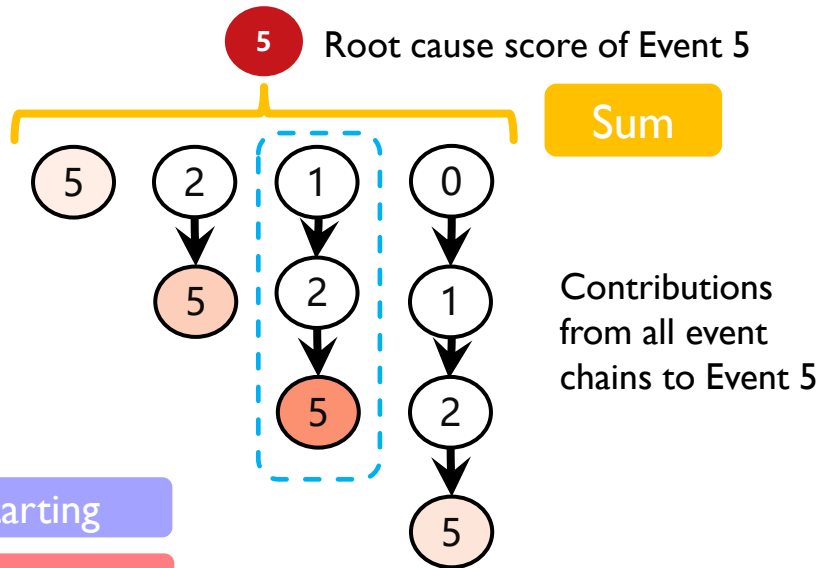 5 Root cause score of Event 5
Sum
5 2 1 0
5 2 1
5 2
5
Contributions
from all event
chains to Event 5